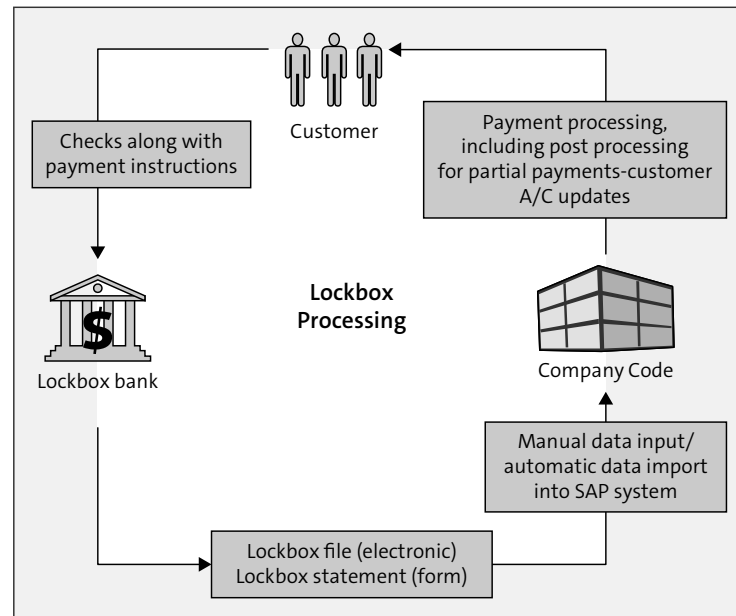 Customer
Checks along with
payment instructions
Payment processing,
including post processing
for partial payments-customer
A/C updates
$
Lockbox bank
Lockbox
Processing
Company Code
Manual data input/
automatic data import
into SAP system
Lockbox file (electronic)
Lockbox statement (form)